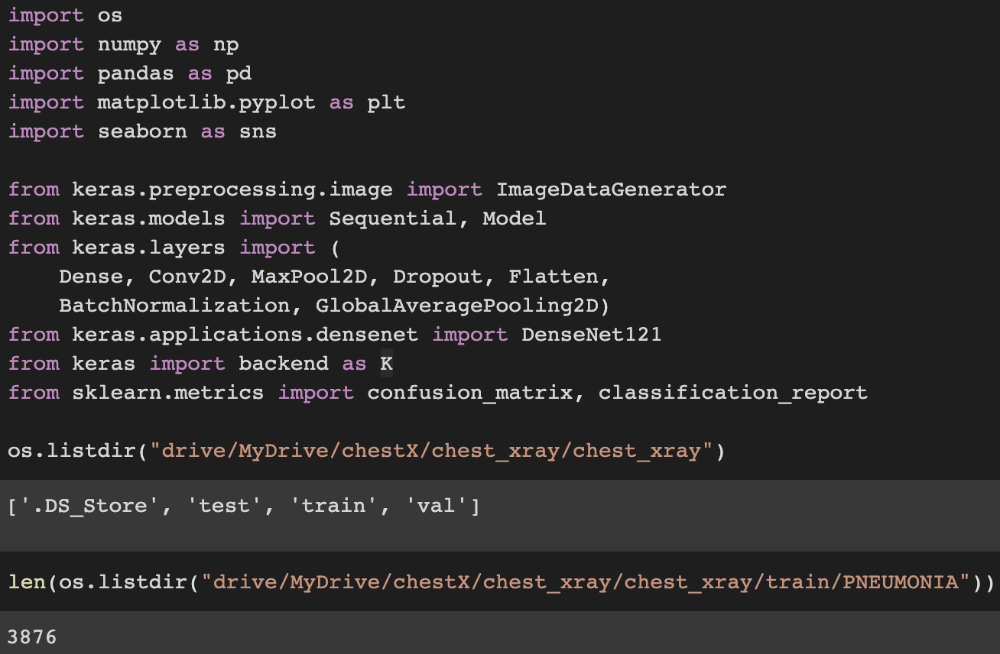 import os
import numpy as np
import pandas as pd
import matplotlib.pyplot as plt
import seaborn as sns
from keras.preprocessing.image import ImageDataGenerator
from keras.models import Sequential, Model
from keras.layers import (
    Dense, Conv2D, MaxPool2D, Dropout, Flatten,
    BatchNormalization, GlobalAveragePooling2D)
from keras.applications.densenet import DenseNet121
from keras import backend as K
from sklearn.metrics import confusion_matrix, classification_report
os.listdir("drive/MyDrive/chestX/chest_xray/chest_xray")
['.DS_Store', 'test', 'train', 'val']
len(os.listdir("drive/MyDrive/chestX/chest_xray/chest_xray/train/PNEUMONIA"))
3876